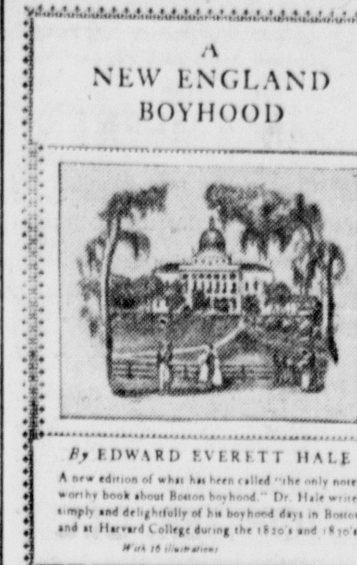 A
NEW ENGLAND
BOYHOOD
By EDWARD EVERETT HALE
A new edition of what has been called "the only note
worthy book about Boston boyhood." Dr. Hale write
simply and delightfully of his boyhood days in Bosto
and at Harvard College during the 1820's and 1830's
With 16 illustrations